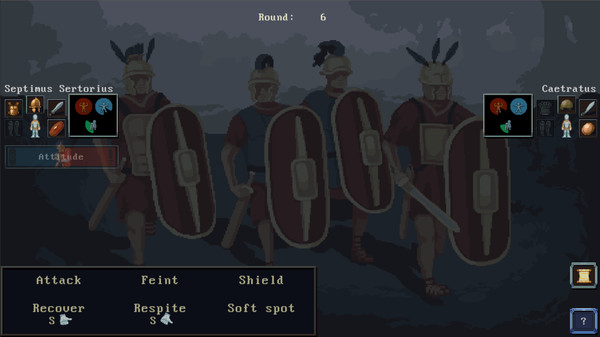 Round: 6
Septimus Sertorius
Caetratus
Attitude
Attack Feint Shield
Recover Respite Soft spot
S S
?